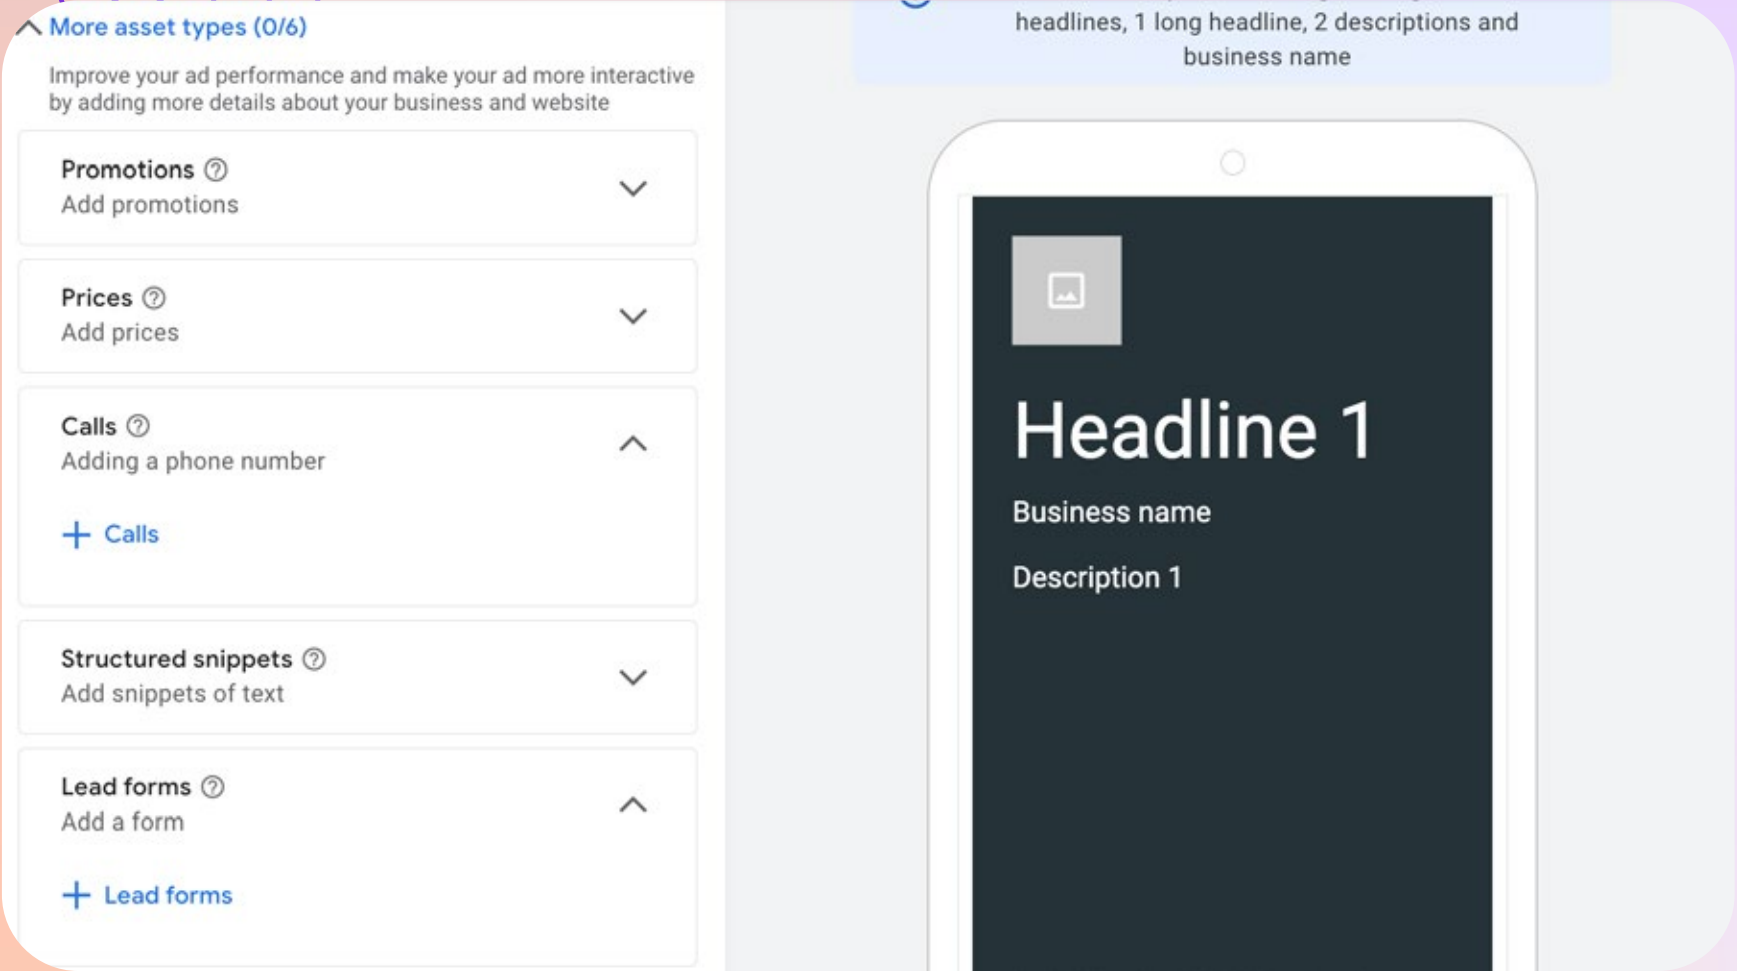 More asset types (0/6)
Improve your ad performance and make your ad more interactive
by adding more details about your business and website
Promotions
Add promotions
Prices
Add prices
Calls
Adding a phone number
+ Calls
Structured snippets
Add snippets of text
Lead forms
Add a form
+ Lead forms
headlines, 1 long headline, 2 descriptions and
business name
Headline 1
Business name
Description 1